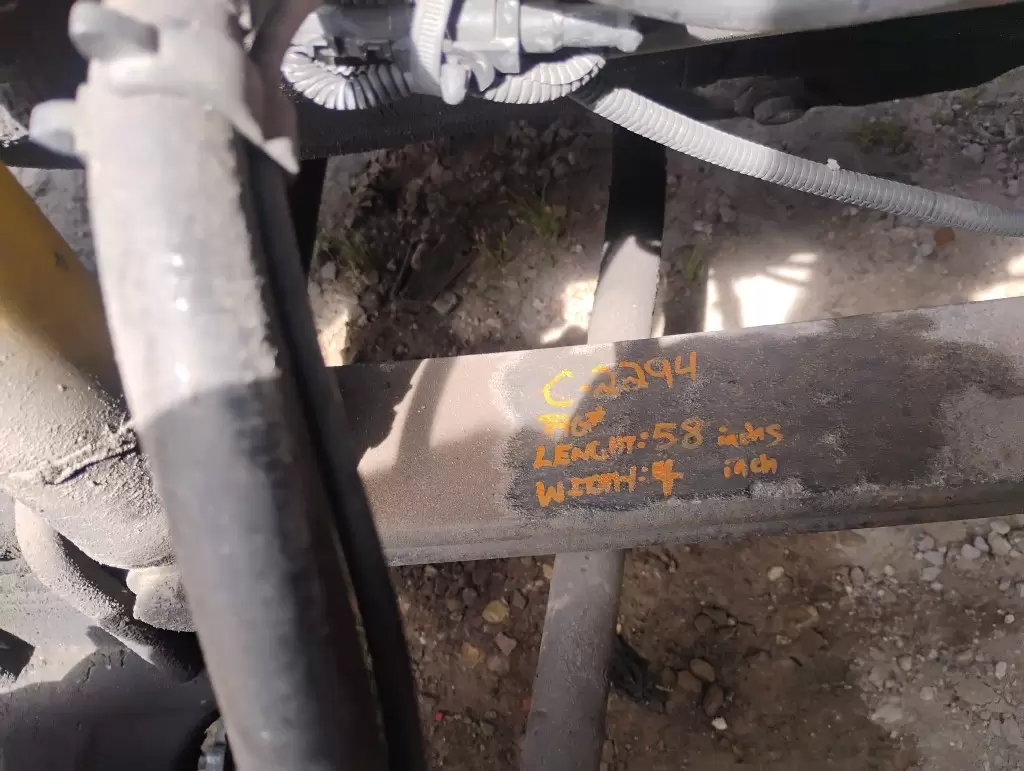 C-2294
LENGHT: 58 inchs
WIDTH: 4 inch